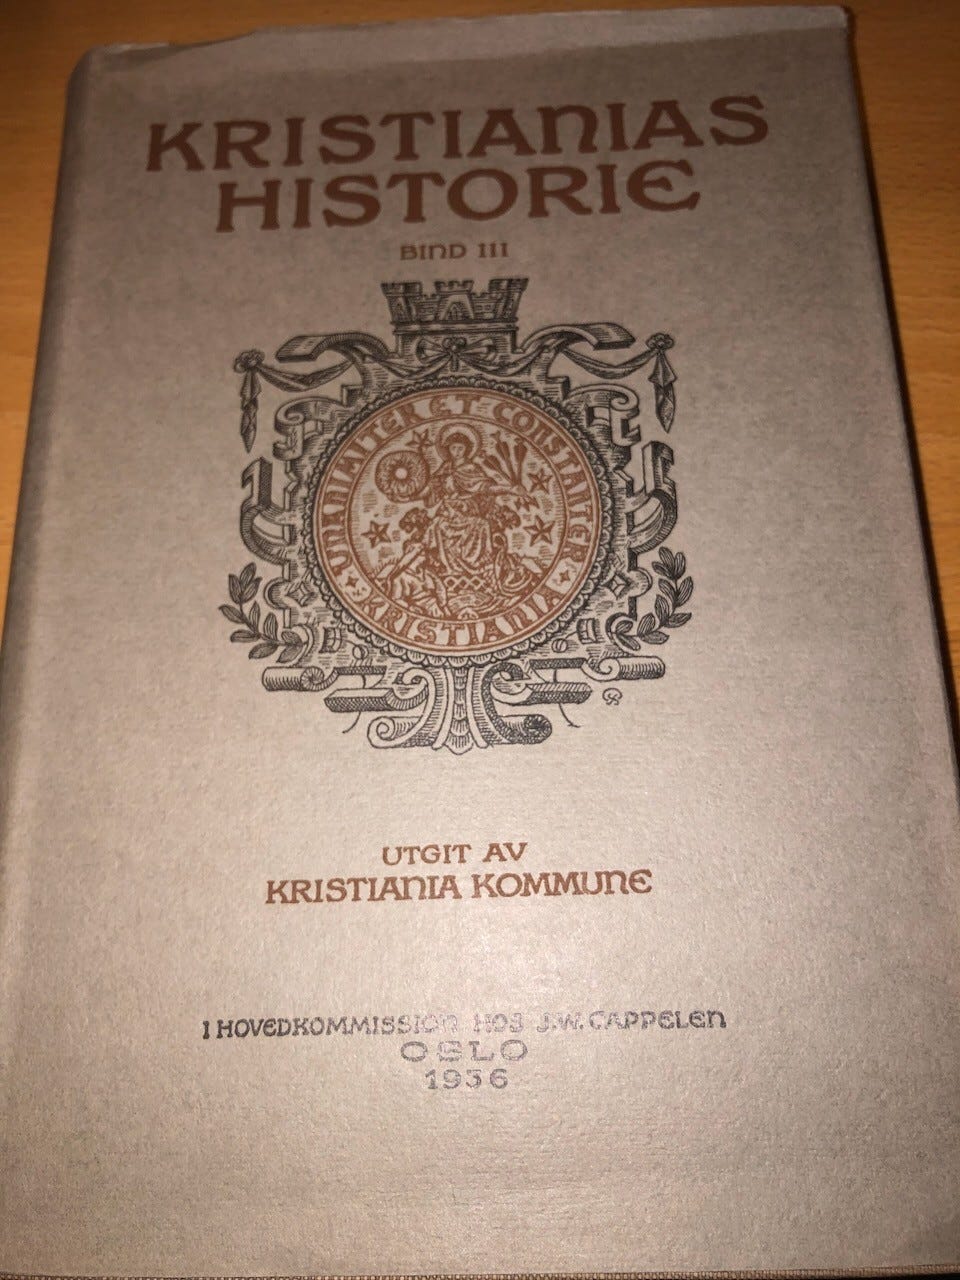 KRISTIANIAS
HISTORIE
BIND III
UNANIMITER ET CONSTANTER
KRISTIANIA
UTGIT AV
KRISTIANIA KOMMUNE
I HOVEDKOMMISSION HOS J.W. CAPPELEN
OSLO
1936